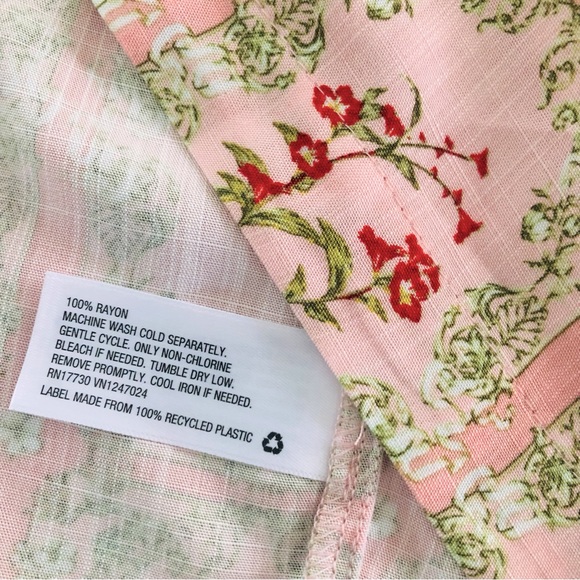 100% RAYON
MACHINE WASH COLD SEPARATELY.
GENTLE CYCLE. ONLY NON-CHLORINE
BLEACH IF NEEDED. TUMBLE DRY LOW.
REMOVE PROMPTLY. COOL IRON IF NEEDED.
RN17730 VN1247024
LABEL MADE FROM 100% RECYCLED PLASTIC